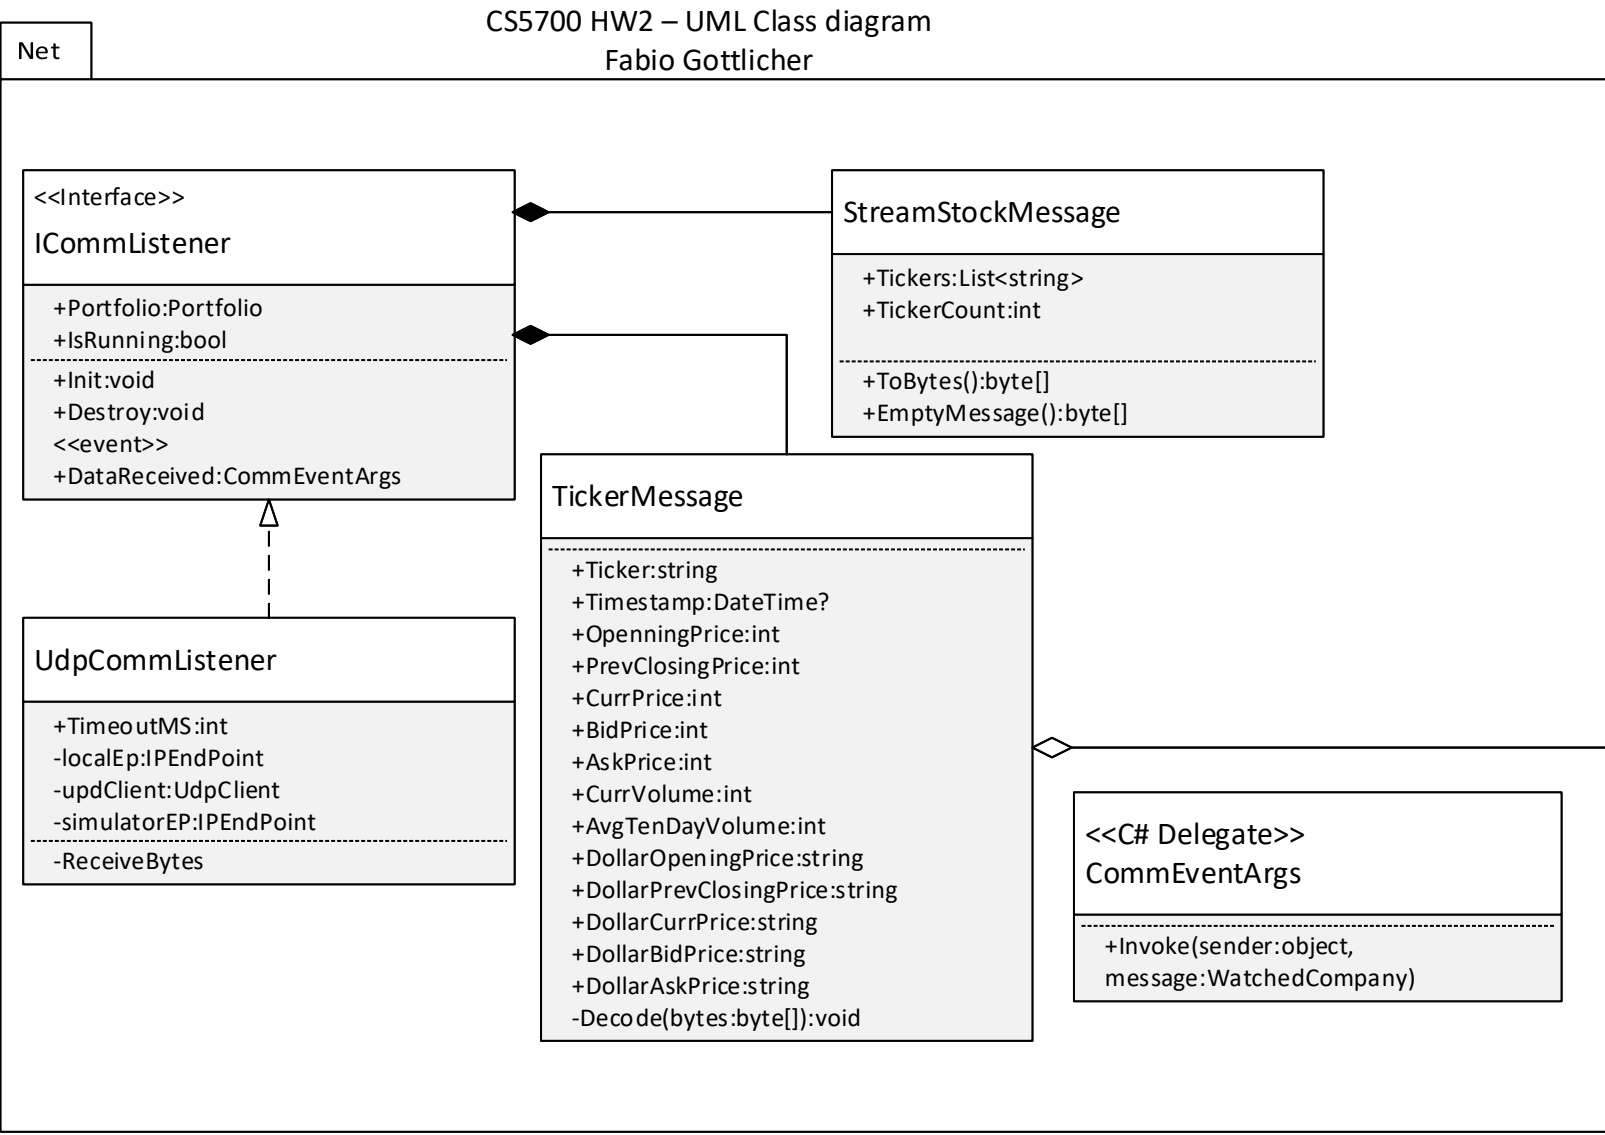 CS5700 HW2 – UML Class diagram
Fabio Gottlicher
Net
<<Interface>>
ICommListener
+Portfolio:Portfolio
+IsRunning:bool
+Init:void
+Destroy:void
<<event>>
+DataReceived:CommEventArgs
StreamStockMessage
+Tickers:List<string>
+TickerCount:int
+ToBytes():byte[]
+EmptyMessage():byte[]
UdpCommListener
+TimeoutMS:int
-localEp:IPEndPoint
-updClient:UdpClient
-simulatorEP:IPEndPoint
-ReceiveBytes
TickerMessage
+Ticker:string
+Timestamp:DateTime?
+OpenningPrice:int
+PrevClosingPrice:int
+CurrPrice:int
+BidPrice:int
+AskPrice:int
+CurrVolume:int
+AvgTenDayVolume:int
+DollarOpeningPrice:string
+DollarPrevClosingPrice:string
+DollarCurrPrice:string
+DollarBidPrice:string
+DollarAskPrice:string
-Decode(bytes:byte[]):void
<<C# Delegate>>
CommEventArgs
+Invoke(sender:object,
message:WatchedCompany)